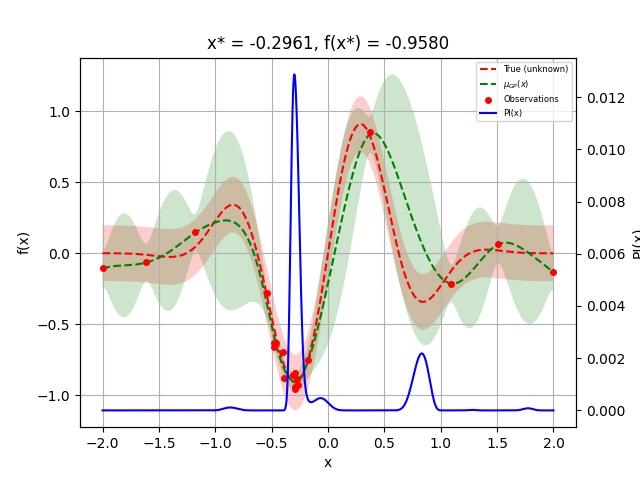 x* = -0.2961, f(x*) = -0.9580
True (unknown)
μGP(x)
Observations
PI(x)
f(x)
1.0
0.5
0.0
−0.5
−1.0
0.012
0.010
0.008
0.006
0.004
0.002
0.000
PI(x)
−2.0 −1.5 −1.0 −0.5 0.0 0.5 1.0 1.5 2.0
x